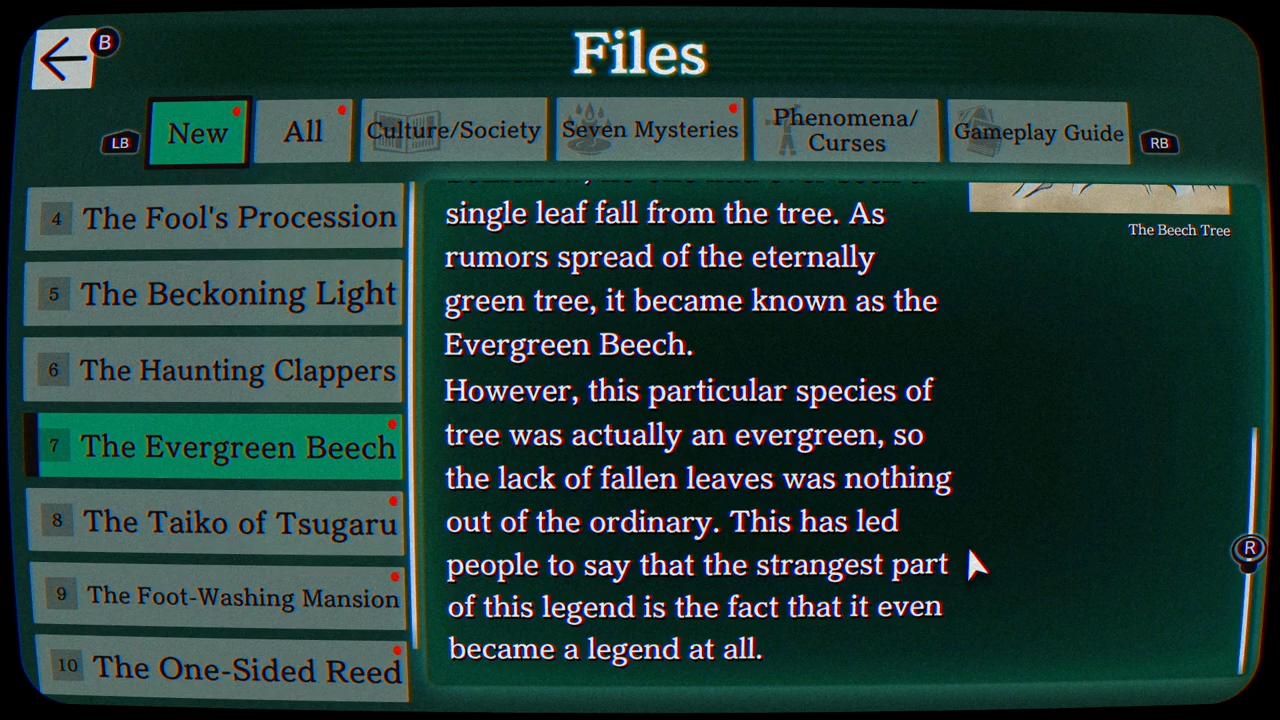 B
Files
LB
New
All
Culture/Society
Seven Mysteries
Phenomena/
Curses
Gameplay Guide
RB
4 The Fool's Procession
5 The Beckoning Light
6 The Haunting Clappers
7 The Evergreen Beech
8 The Taiko of Tsugaru
9 The Foot-Washing Mansion
10 The One-Sided Reed
single leaf fall from the tree. As
rumors spread of the eternally
green tree, it became known as the
Evergreen Beech.
However, this particular species of
tree was actually an evergreen, so
the lack of fallen leaves was nothing
out of the ordinary. This has led
people to say that the strangest part
of this legend is the fact that it even
became a legend at all.
The Beech Tree
R